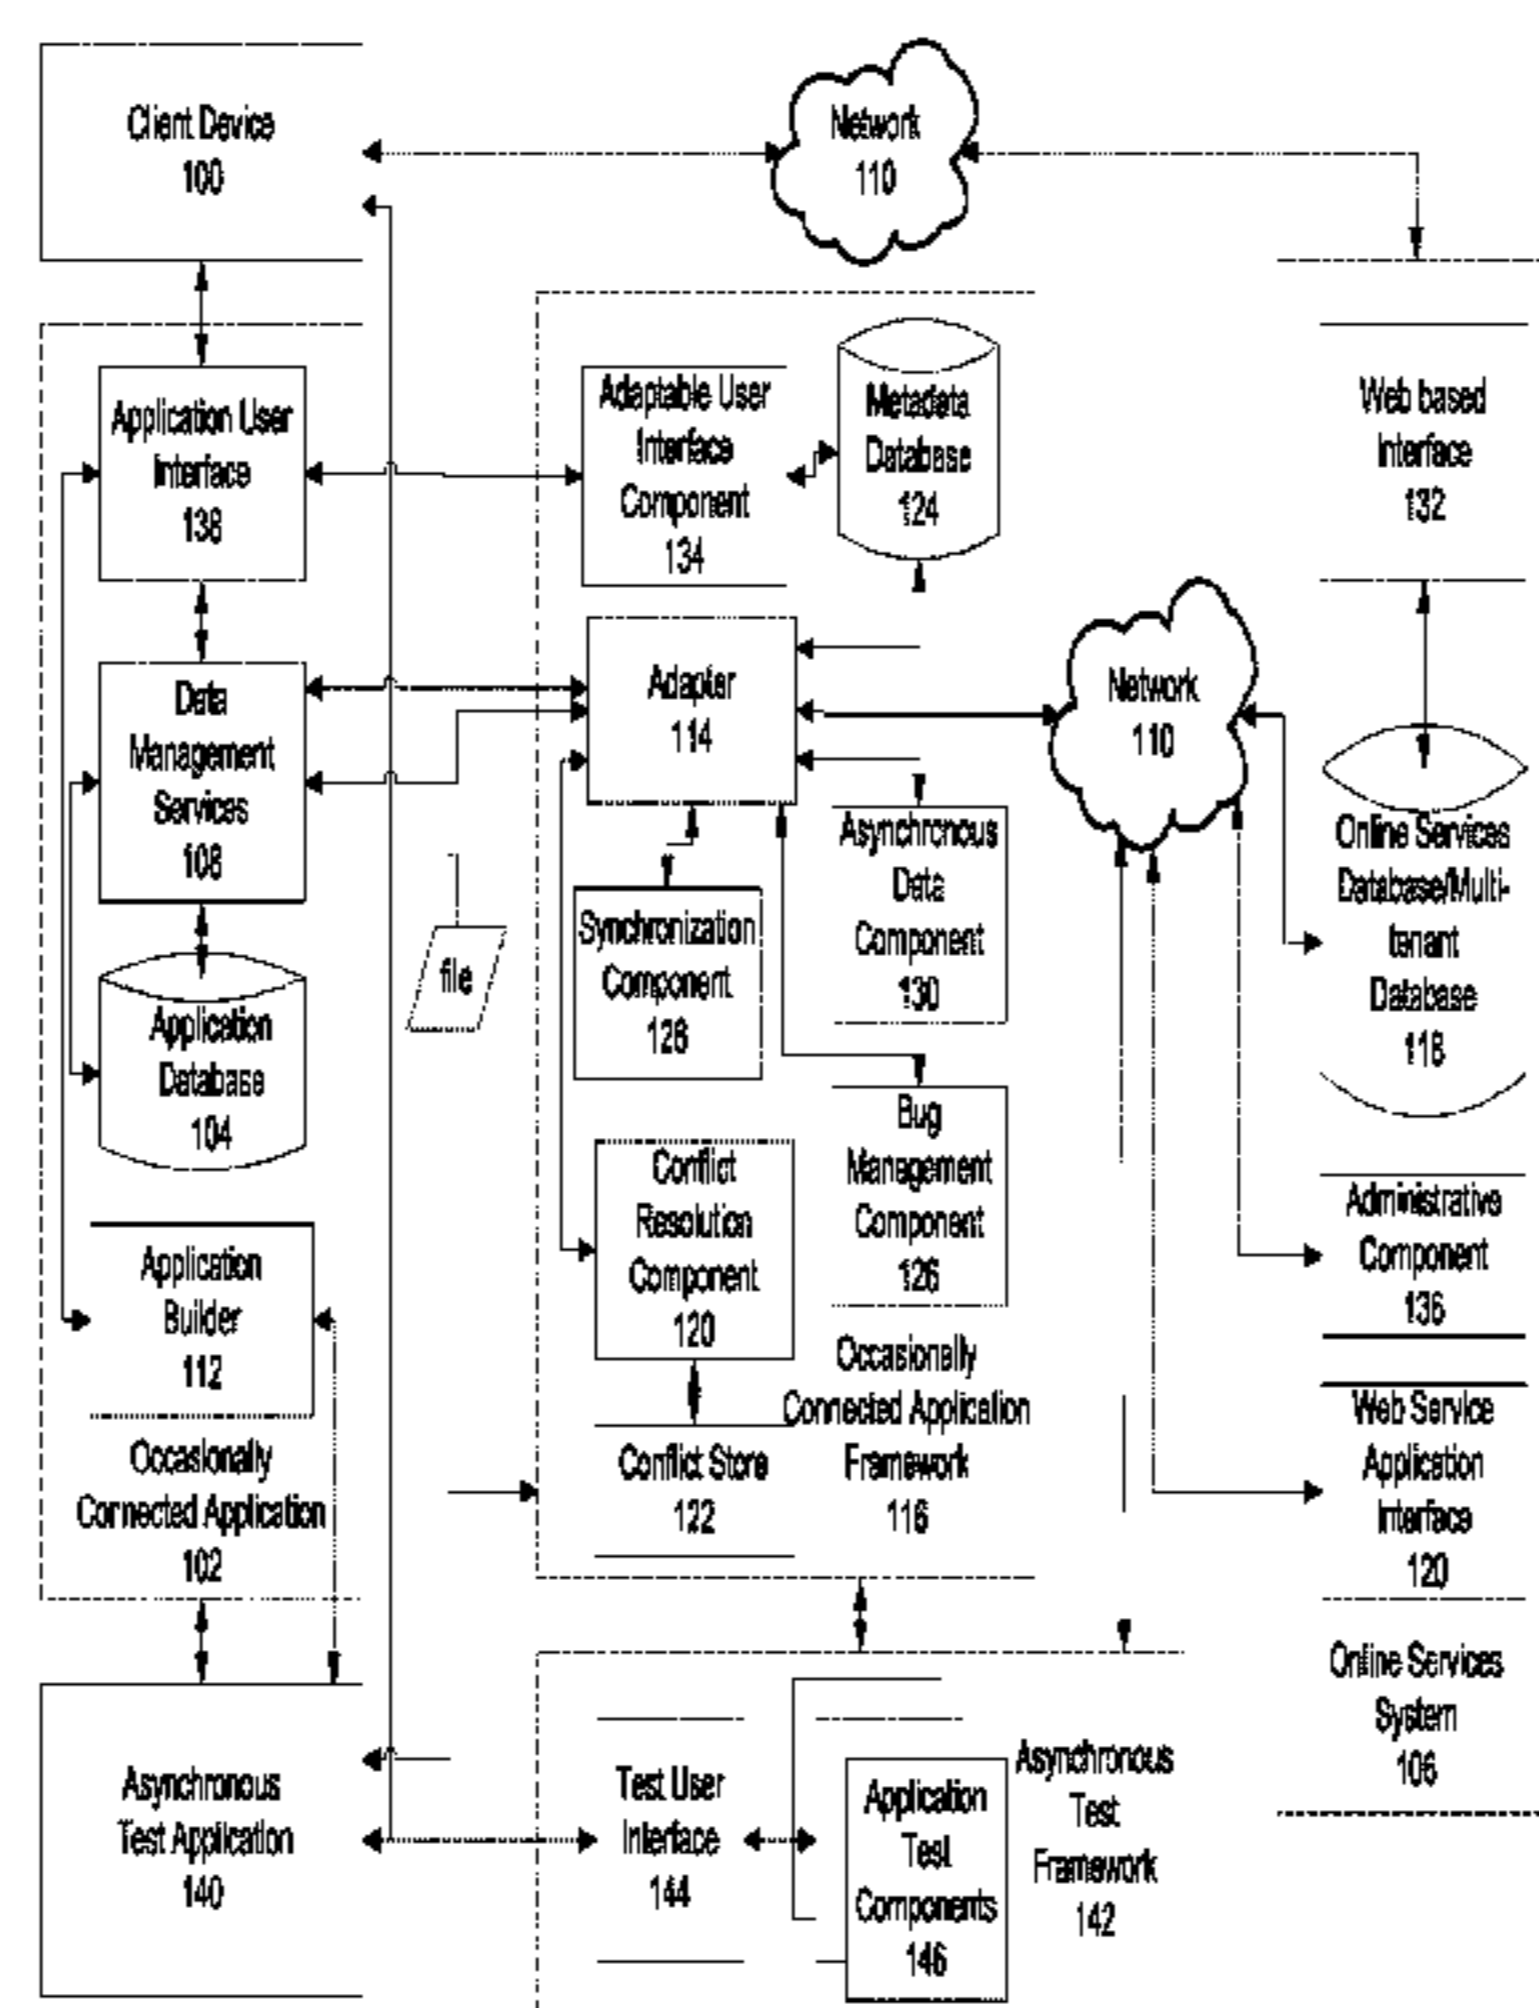 Client Device
100
Network
110
Application User
Interface
138
Adaptable User
Interface
Component
134
Metadata
Database
124
Web based
Interface
132
Data
Management
Services
108
Adapter
114
Network
110
Asynchronous
Data
Component
130
Online Services
Database/Multi-
tenant
Database
118
file
Synchronization
Component
128
Application
Database
104
Bug
Management
Component
126
Conflict
Resolution
Component
120
Administrative
Component
136
Application
Builder
112
Occasionally
Connected Application
Framework
116
Conflict Store
122
Web Service
Application
Interface
120
Occasionally
Connected Application
102
Online Services
System
106
Asynchronous
Test Application
140
Test User
Interface
144
Application
Test
Components
146
Asynchronous
Test
Framework
142